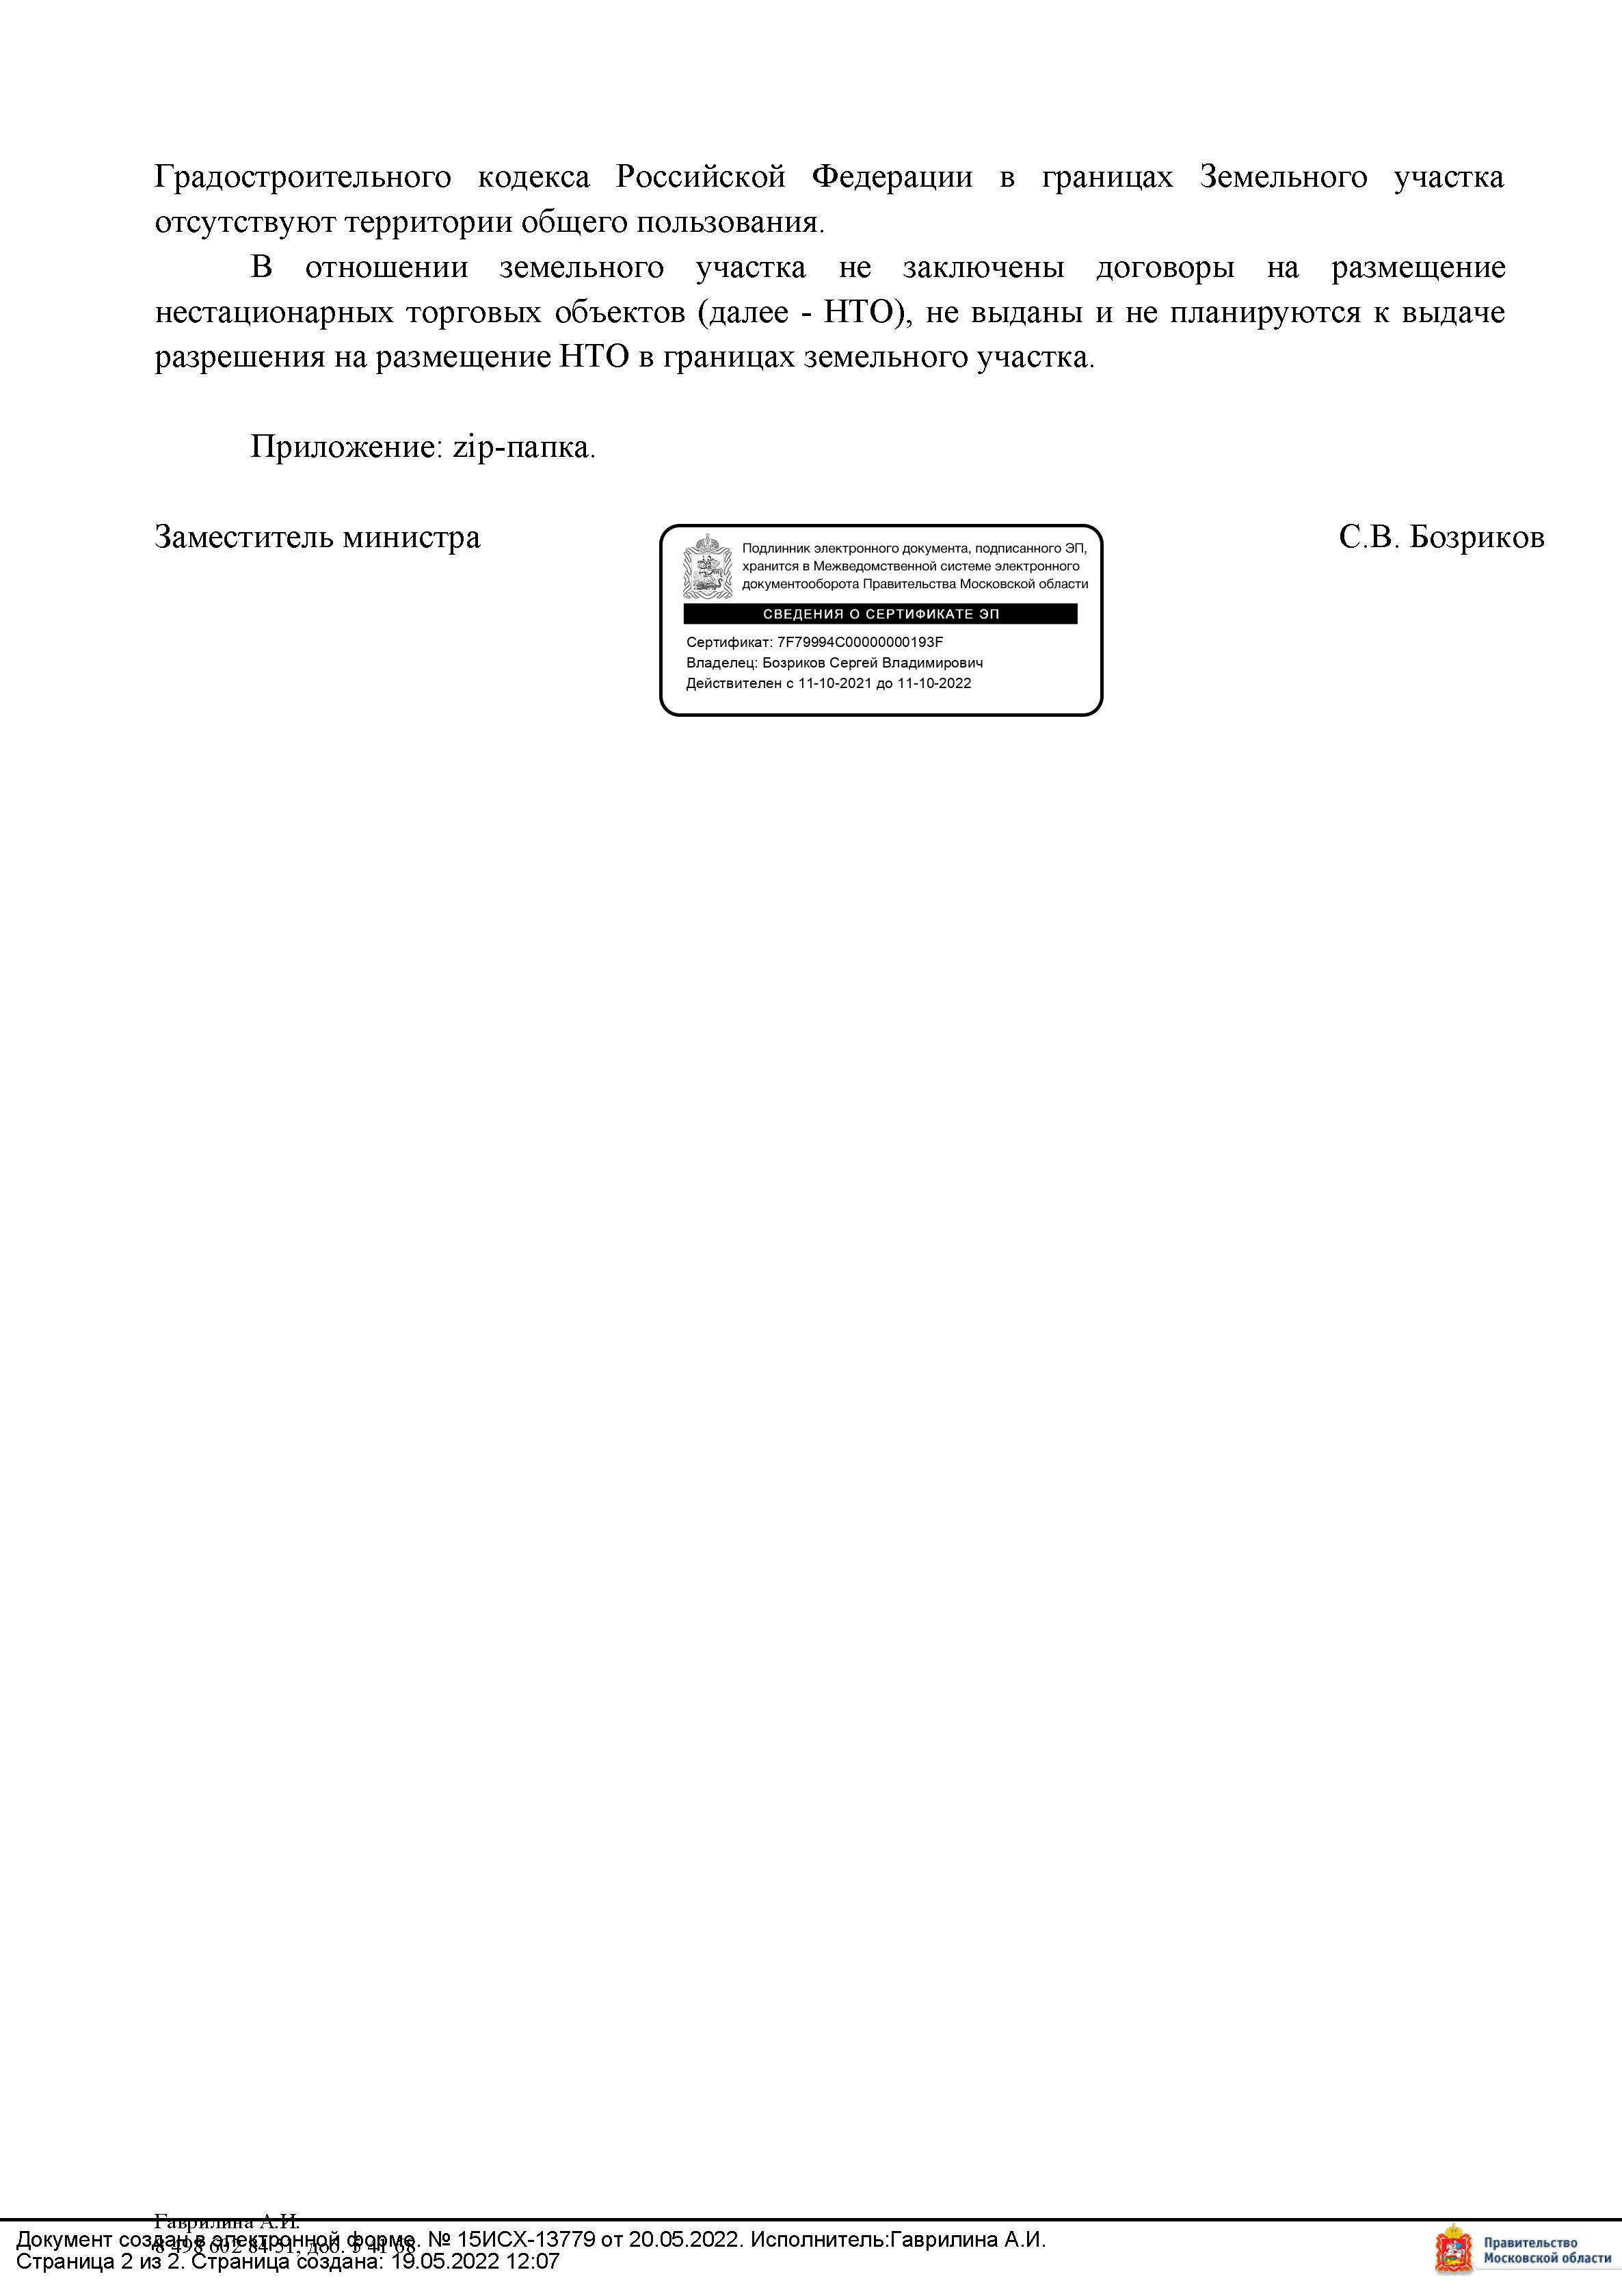 Градостроительного кодекса Российской Федерации в границах Земельного участка
отсутствуют территории общего пользования.
В отношении земельного участка не заключены договоры на размещение
нестационарных торговых объектов (далее - НТО), не выданы и не планируются к выдаче
разрешения на размещение НТО в границах земельного участка.
Приложение: zip-папка.
Заместитель министра
С.В. Бозриков
Подлинник электронного документа, подписанного ЭП,
хранится в Межведомственной системе электронного
документооборота Правительства Московской области
СВЕДЕНИЯ О СЕРТИФИКАТЕ ЭП
Сертификат: 7F79994C00000000193F
Владелец: Бозриков Сергей Владимирович
Действителен с 11-10-2021 до 11-10-2022
Гаврилина А.И.
Документ создан в электронной форме. № 15ИСХ-13779 от 20.05.2022. Исполнитель:Гаврилина А.И.
Страница 2 из 2. Страница создана: 19.05.2022 12:07
Правительство
Московской области